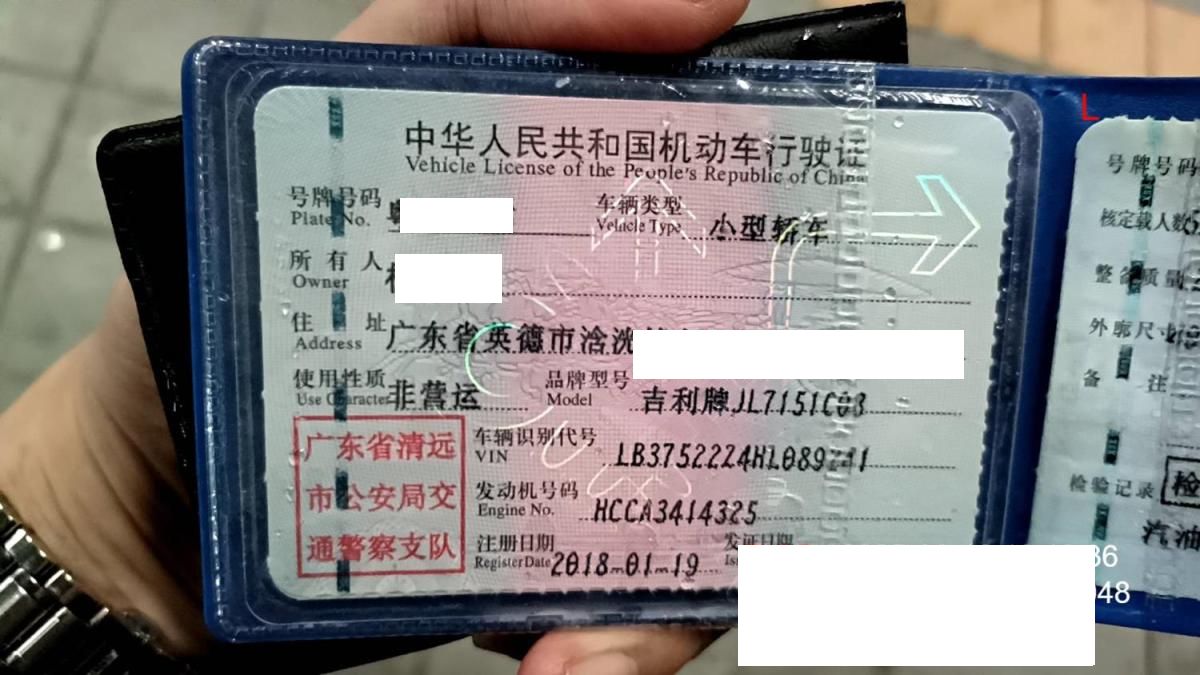 中华人民共和国机动车行驶证
Vehicle License of the People's Republic of China
号牌号码
Plate No.
车辆类型 小型轿车
Vehicle Type
所有人
Owner
住址 广东省英德市浛洸
Address
使用性质 非营运
Use Character
品牌型号 吉利牌JL7151C03
Model
广东省清远
市公安局交
通警察支队
车辆识别代号
VIN
发动机号码 HCCA3414325
Engine No.
注册日期 2018-01-19
Register Date
发证日期
L
号牌号码
核定载人数
整备质量
外廓尺寸
备注
检验记录 检
汽油
36
048